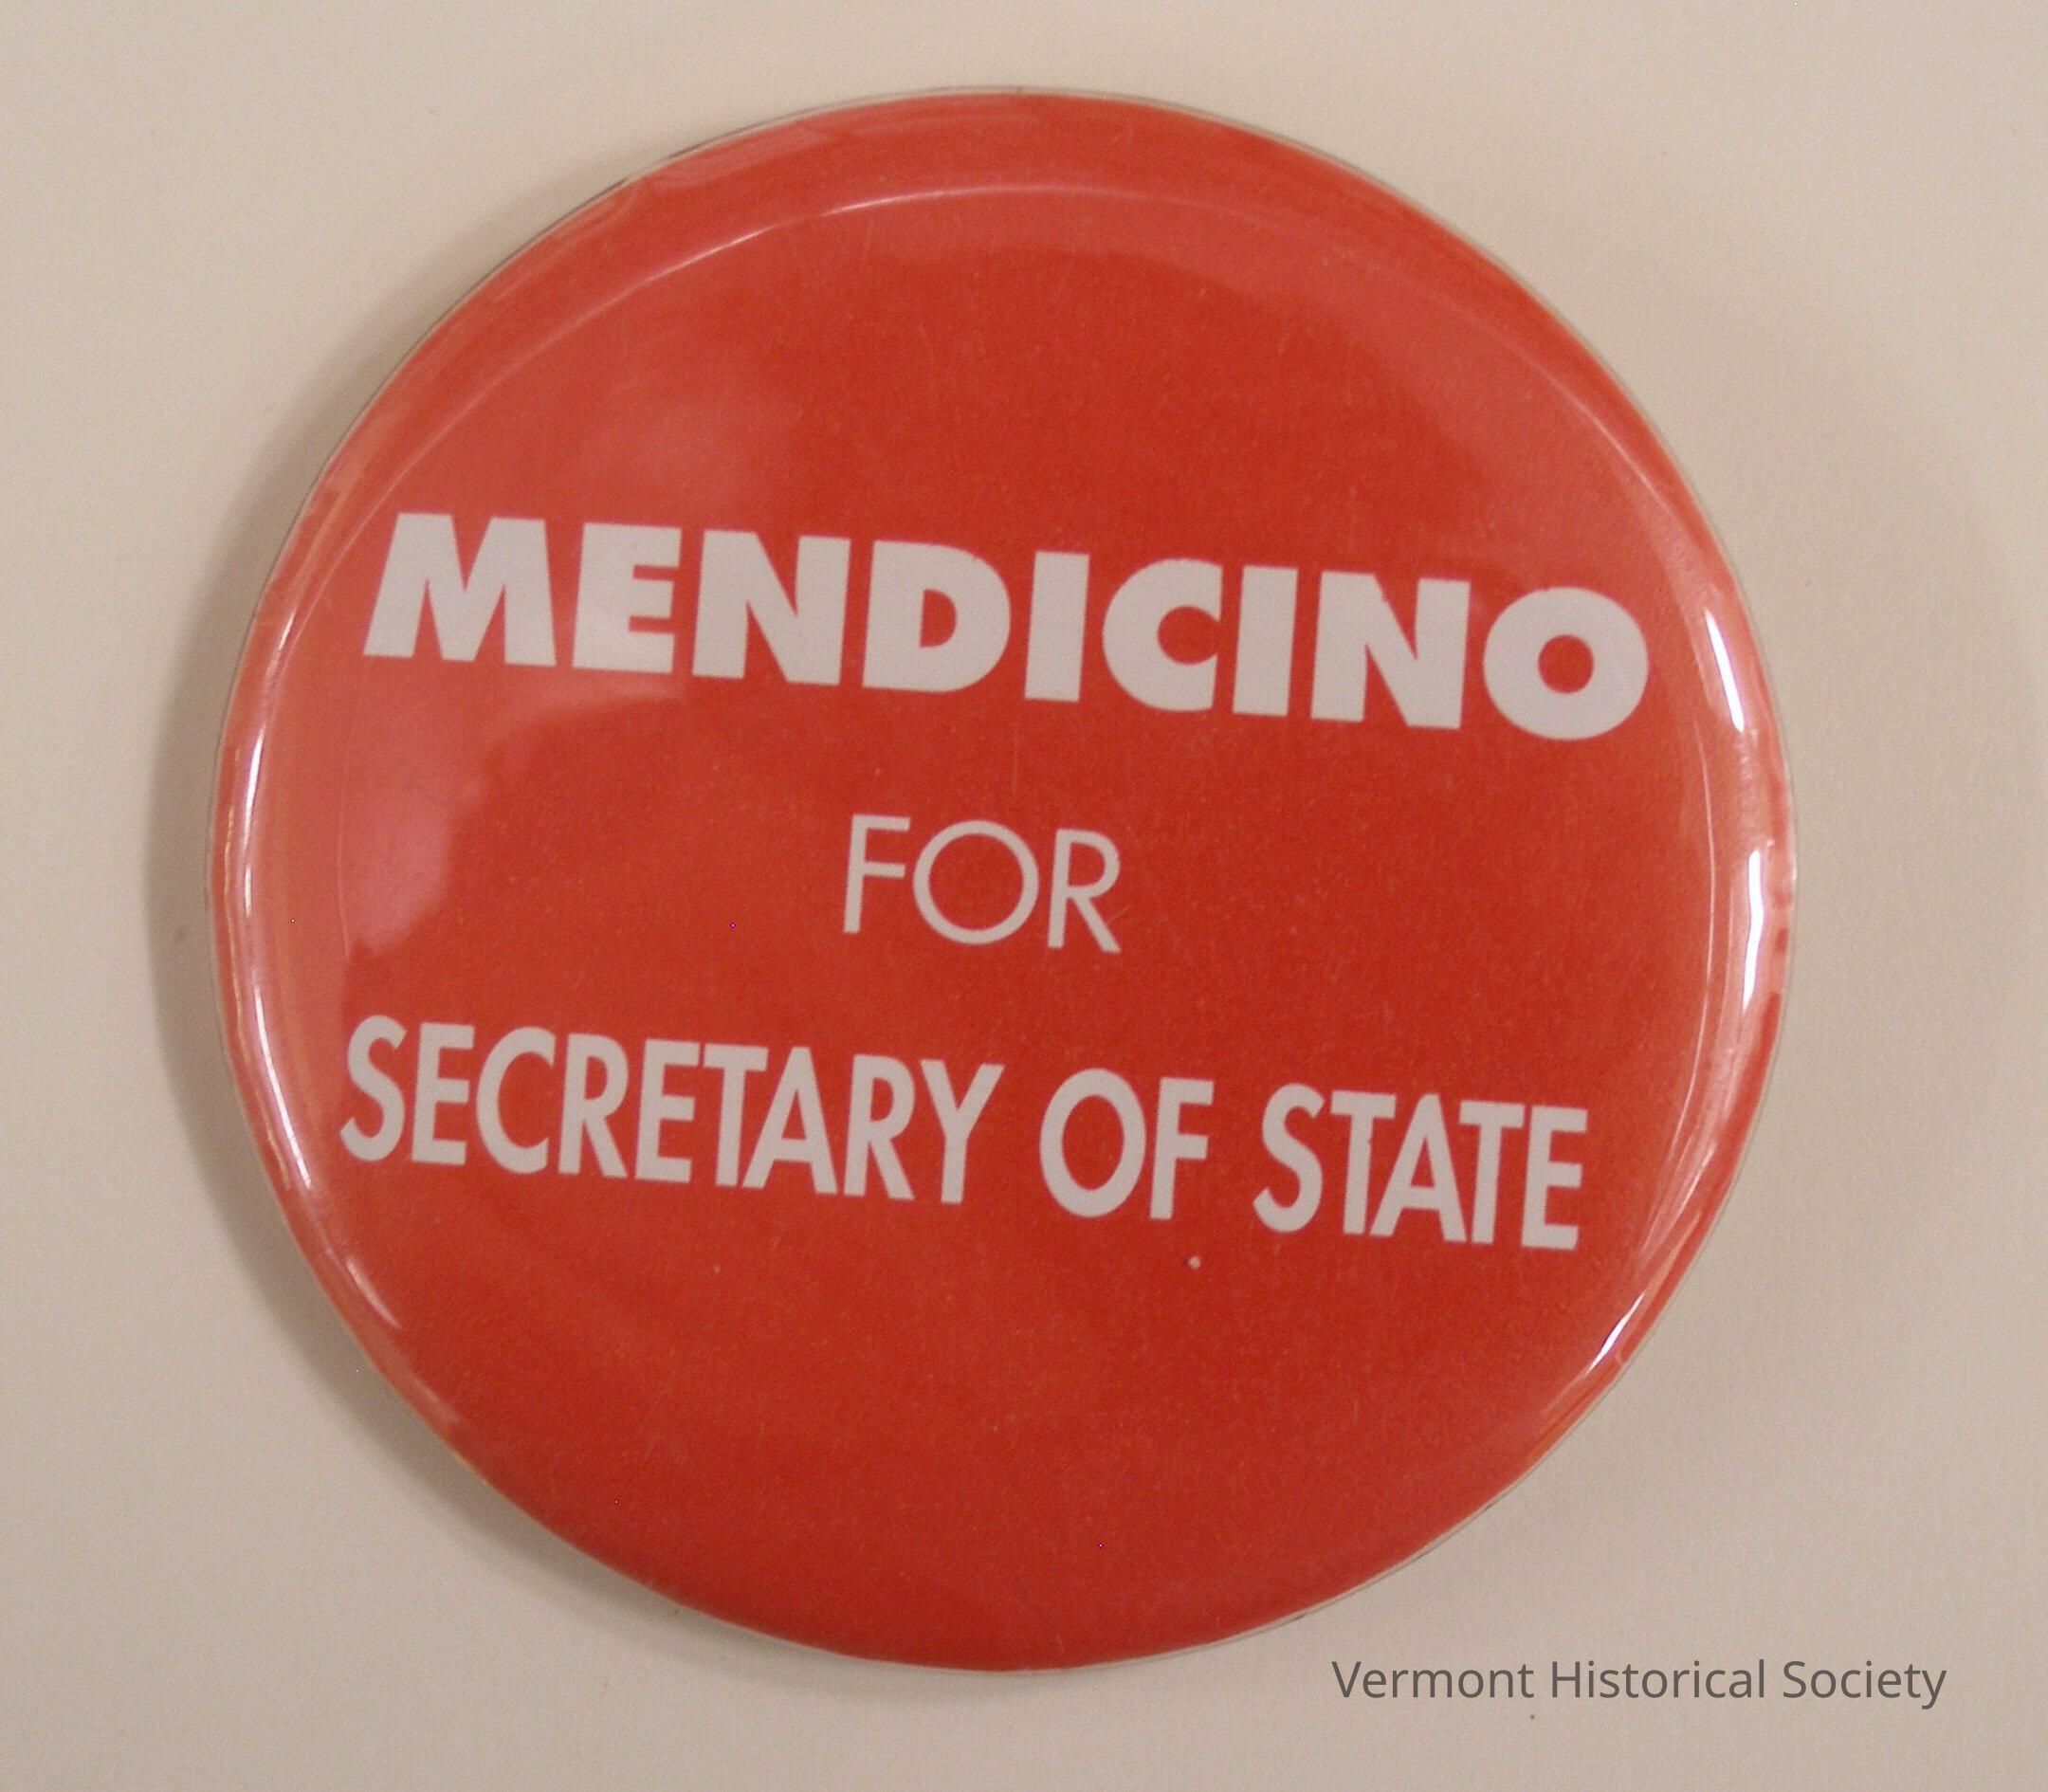 MENDICINO
FOR
SECRETARY OF STATE
Vermont Historical Society